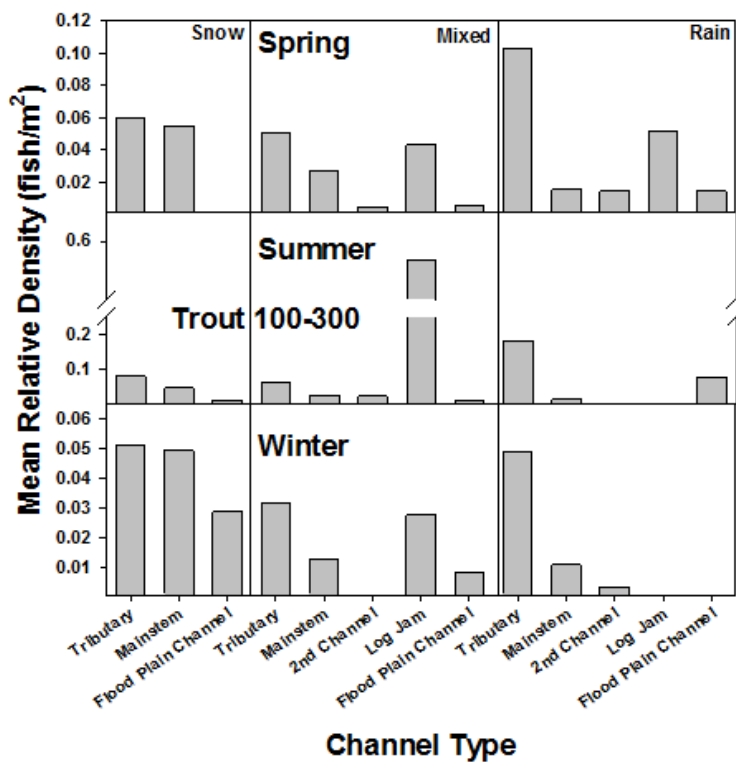 Mean Relative Density (fish/m²)
0.12
0.10
0.08
0.06
0.04
0.02
Snow
Spring
Mixed
Rain
0.6
0.2
0.1
Summer
Trout 100-300
0.06
0.05
0.04
0.03
0.02
0.01
Winter
Tributary
Mainstem
Flood Plain Channel
Tributary
Mainstem
2nd Channel
Log Jam
Flood Plain Channel
Tributary
Mainstem
2nd Channel
Log Jam
Flood Plain Channel
Channel Type